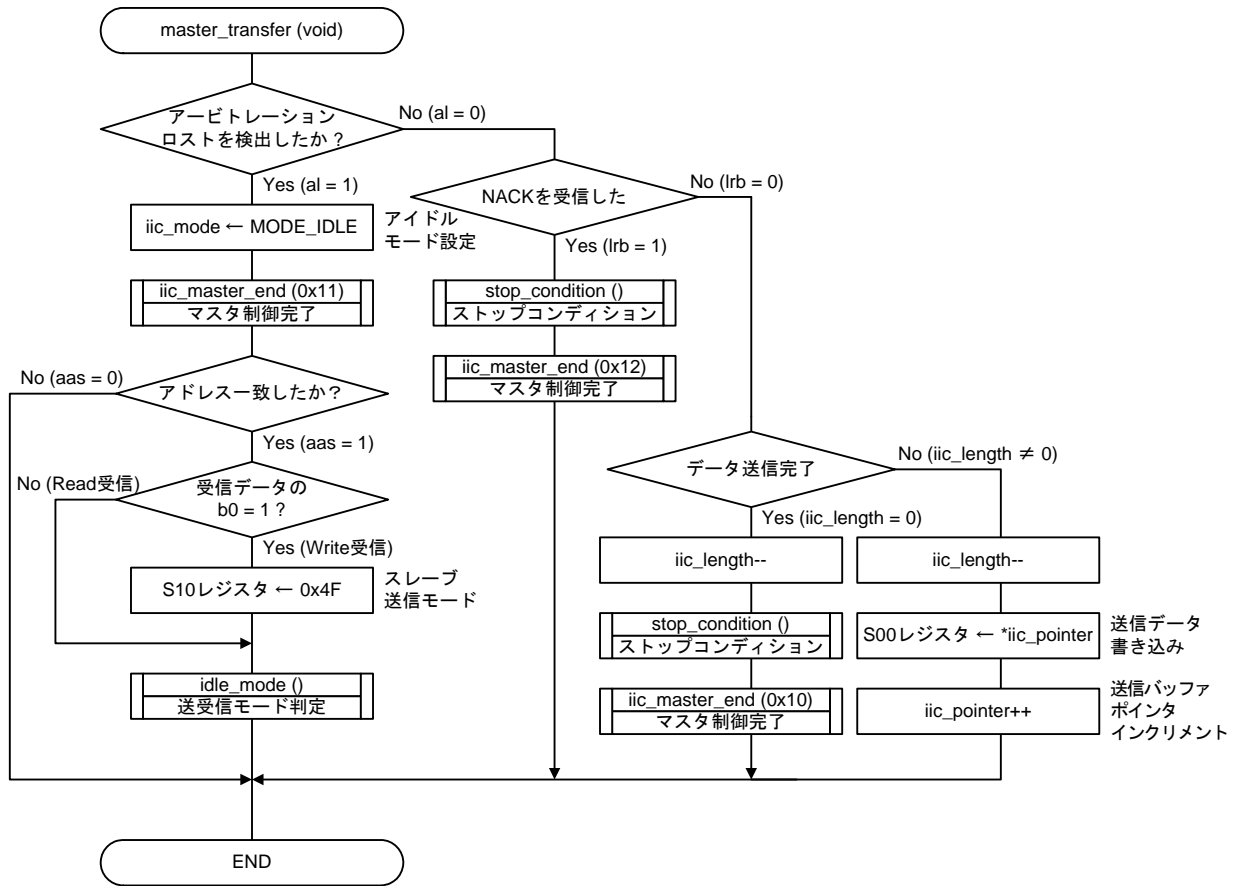 master_transfer (void)
アービトレーション
ロストを検出したか？
No (al = 0)
Yes (al = 1)
iic_mode ← MODE_IDLE
アイドル
モード設定
iic_master_end (0x11)
マスタ制御完了
アドレス一致したか？
No (aas = 0)
Yes (aas = 1)
受信データの
b0 = 1？
No (Read受信)
Yes (Write受信)
S10レジスタ ← 0x4F
スレーブ
送信モード
idle_mode ()
送受信モード判定
NACKを受信した
No (lrb = 0)
Yes (lrb = 1)
stop_condition ()
ストップコンディション
iic_master_end (0x12)
マスタ制御完了
データ送信完了
No (iic_length ≠ 0)
Yes (iic_length = 0)
iic_length--
stop_condition ()
ストップコンディション
iic_master_end (0x10)
マスタ制御完了
iic_length--
S00レジスタ ← *iic_pointer
送信データ
書き込み
iic_pointer++
送信バッファ
ポインタ
インクリメント
END